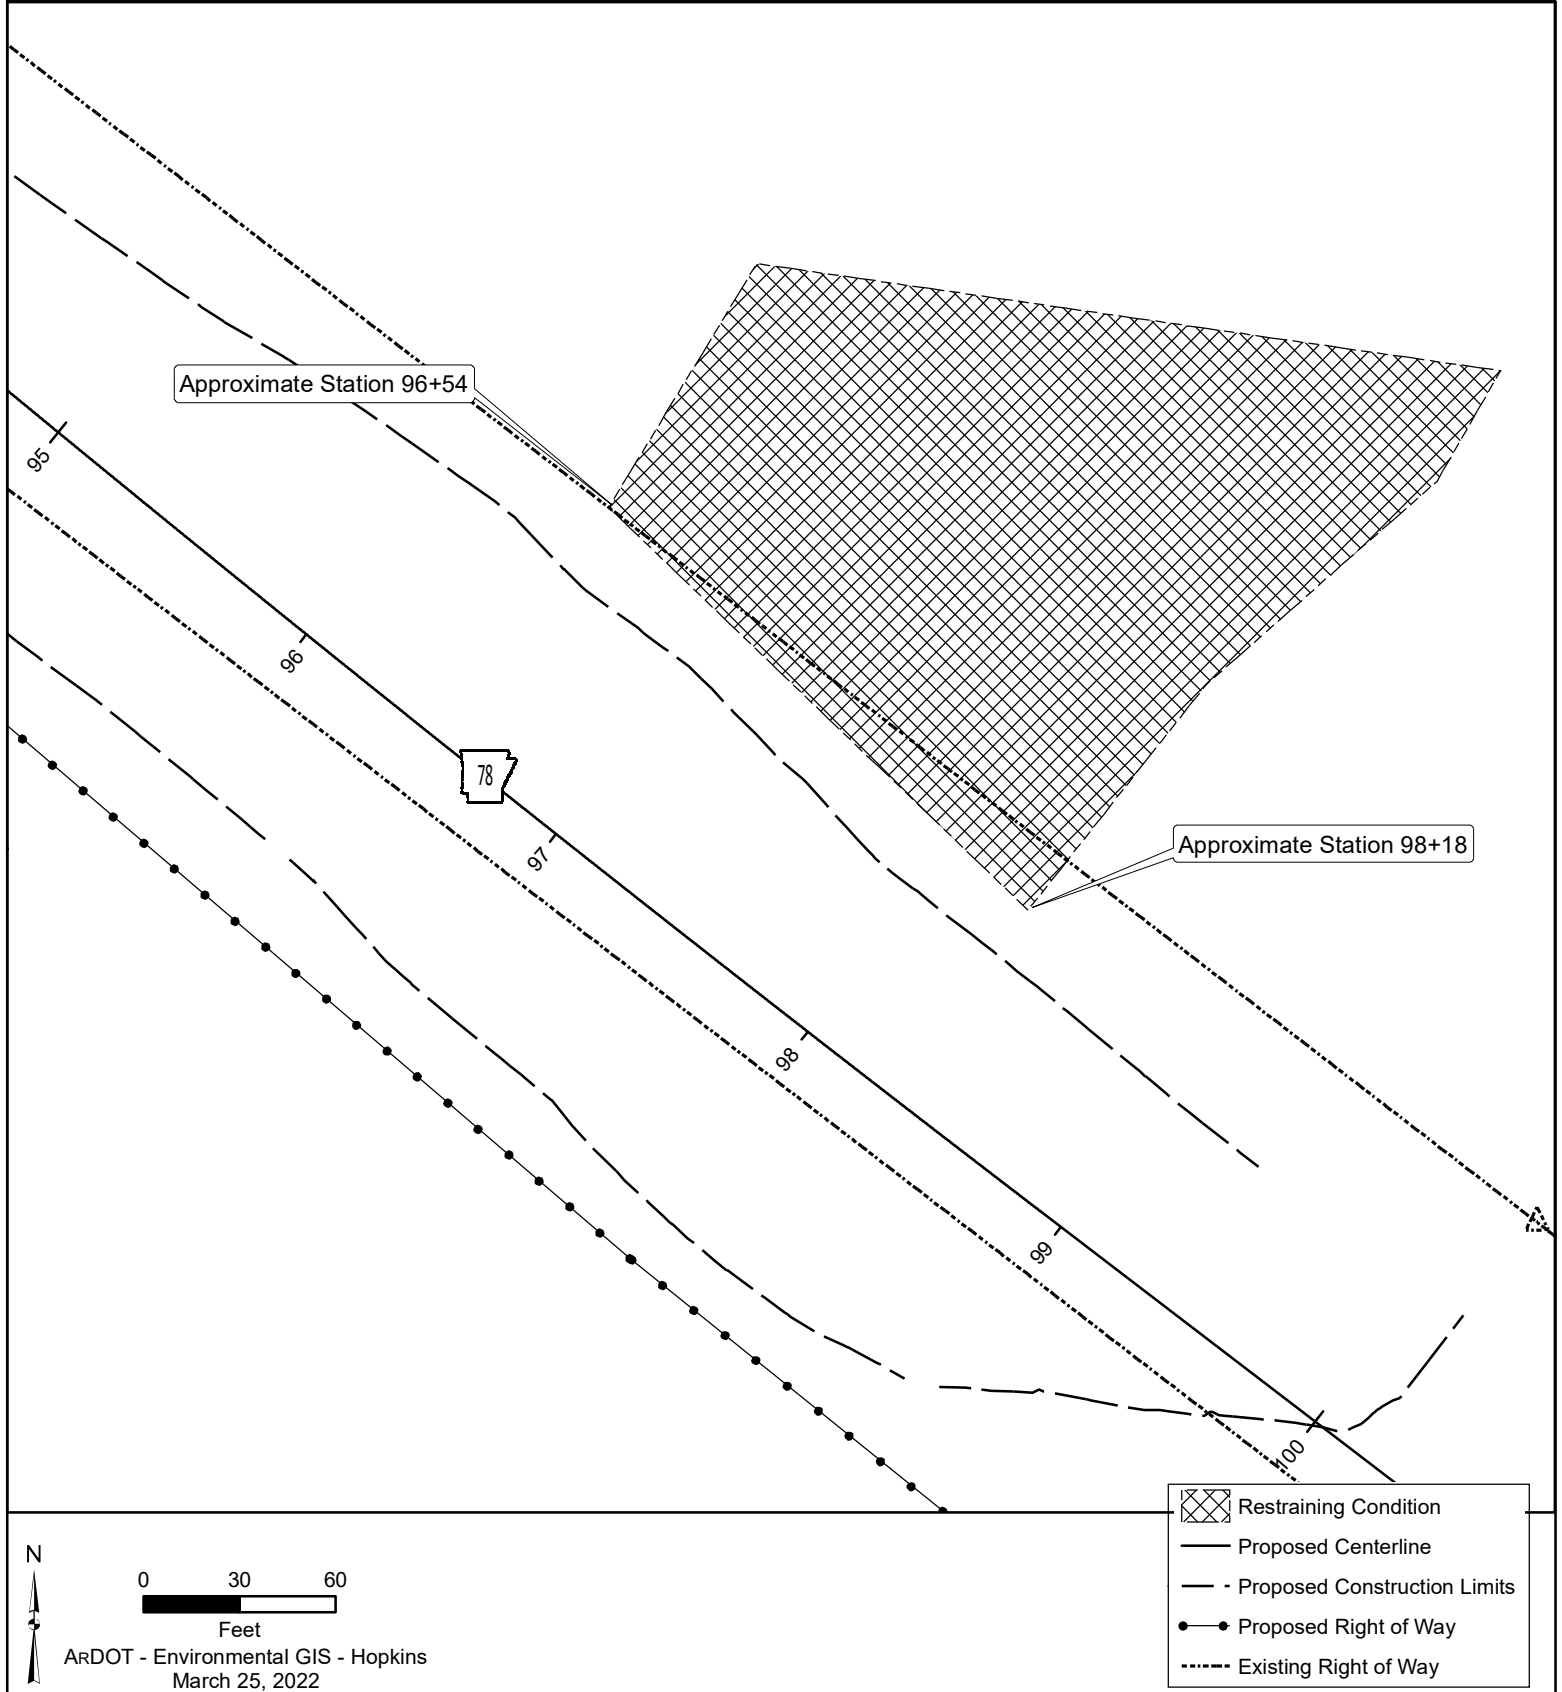 Approximate Station 96+54
95
96
78
97
Approximate Station 98+18
98
99
100
Restraining Condition
Proposed Centerline
Proposed Construction Limits
Proposed Right of Way
Existing Right of Way
N
0 30 60
Feet
ARDOT - Environmental GIS - Hopkins
March 25, 2022